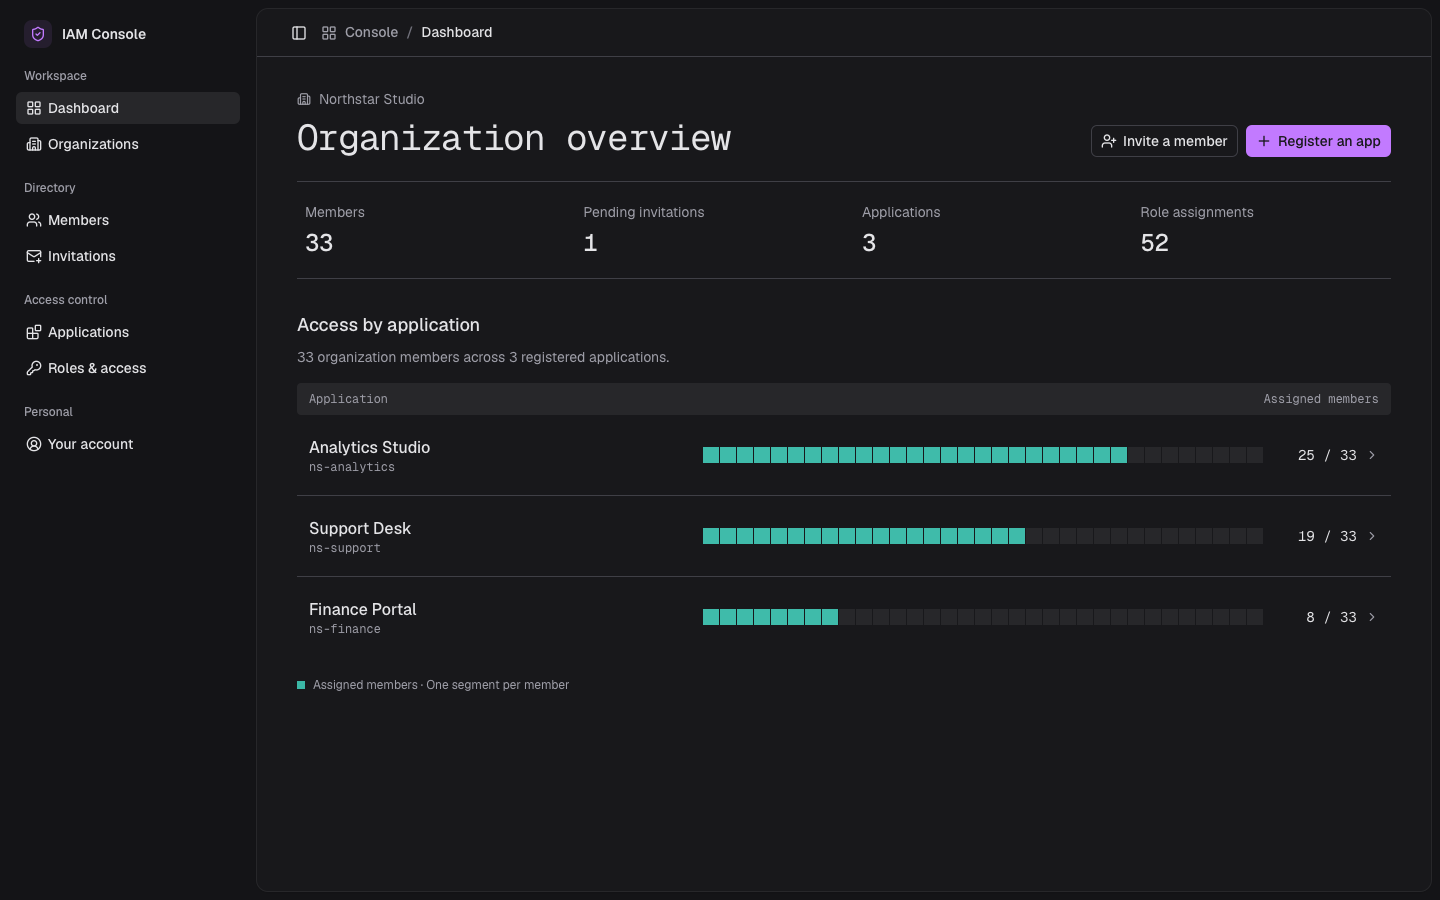 IAM Console
Workspace
Dashboard
Organizations
Directory
Members
Invitations
Access control
Applications
Roles & access
Personal
Your account
Console / Dashboard
Northstar Studio
Organization overview
Invite a member
Register an app
Members
33
Pending invitations
1
Applications
3
Role assignments
52
Access by application
33 organization members across 3 registered applications.
Application Assigned members
Analytics Studio
ns-analytics
25 / 33
Support Desk
ns-support
19 / 33
Finance Portal
ns-finance
8 / 33
Assigned members · One segment per member